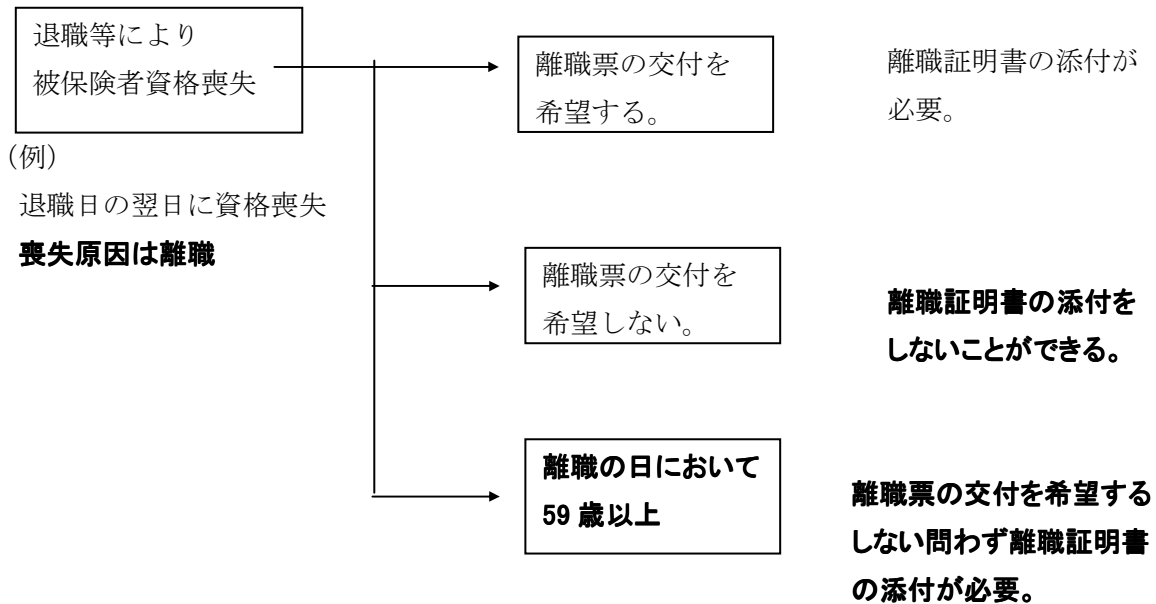 退職等により
被保険者資格喪失
(例)
退職日の翌日に資格喪失
喪失原因は離職
離職票の交付を
希望する。
離職証明書の添付が
必要。
離職票の交付を
希望しない。
離職証明書の添付を
しないことができる。
離職の日において
59 歳以上
離職票の交付を希望する
しない問わず離職証明書
の添付が必要。